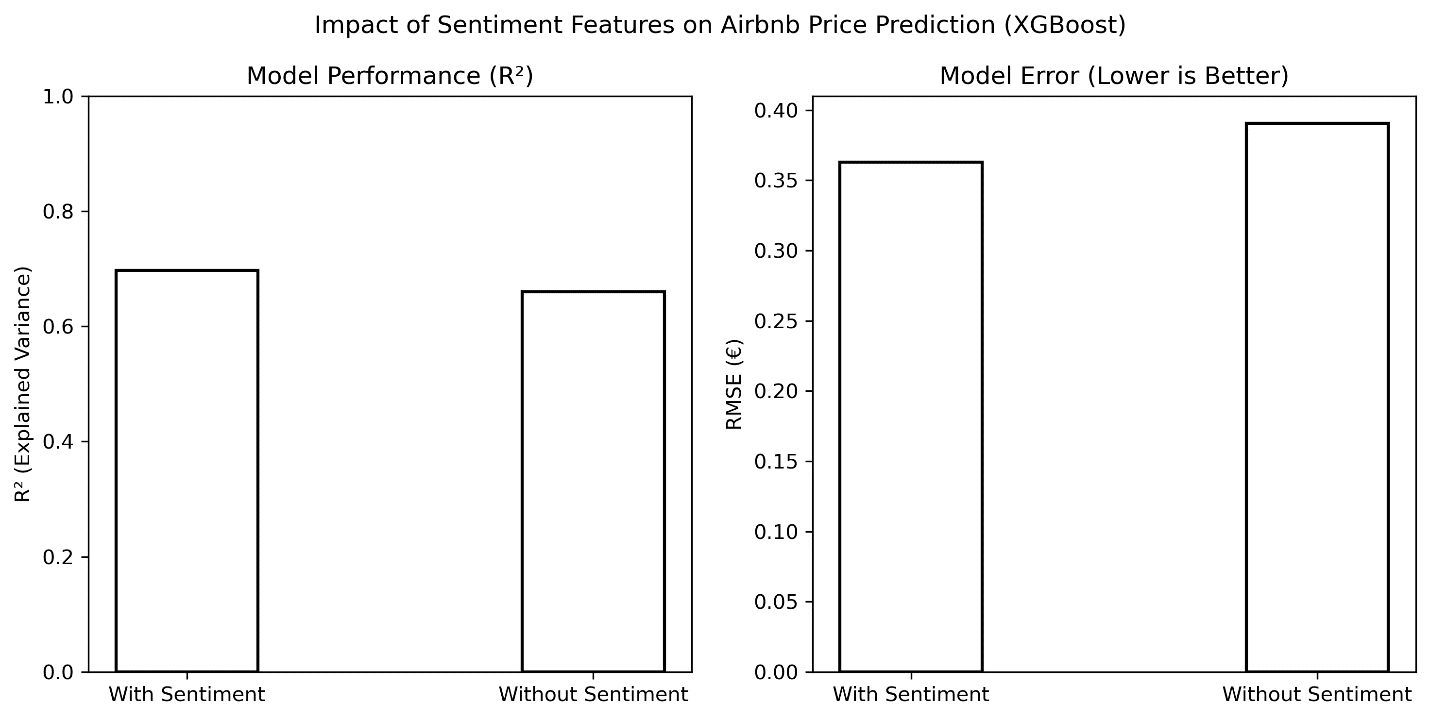 Impact of Sentiment Features on Airbnb Price Prediction (XGBoost)
Model Performance (R²)
R² (Explained Variance)
1.0
0.8
0.6
0.4
0.2
0.0
With Sentiment
Without Sentiment
Model Error (Lower is Better)
RMSE (€)
0.40
0.35
0.30
0.25
0.20
0.15
0.10
0.05
0.00
With Sentiment
Without Sentiment